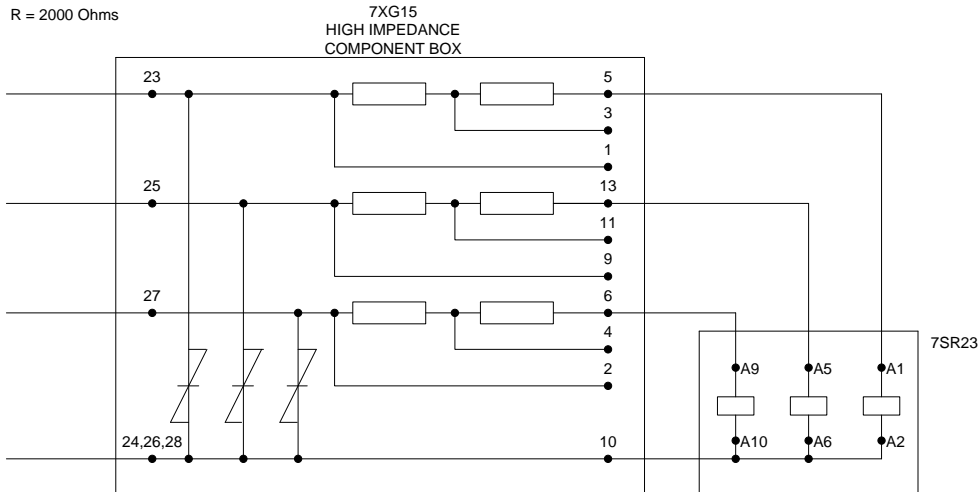 R = 2000 Ohms
7XG15
HIGH IMPEDANCE
COMPONENT BOX
23
5
3
1
25
13
11
9
27
6
4
2
7SR23
A9
A5
A1
24,26,28
10
A10
A6
A2